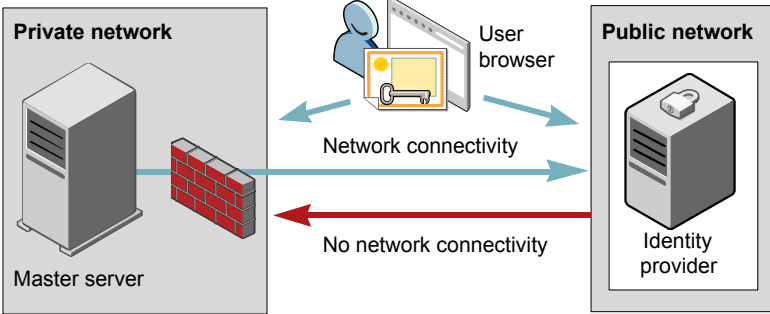 Private network
User
browser
Public network
Network connectivity
No network connectivity
Master server
Identity
provider